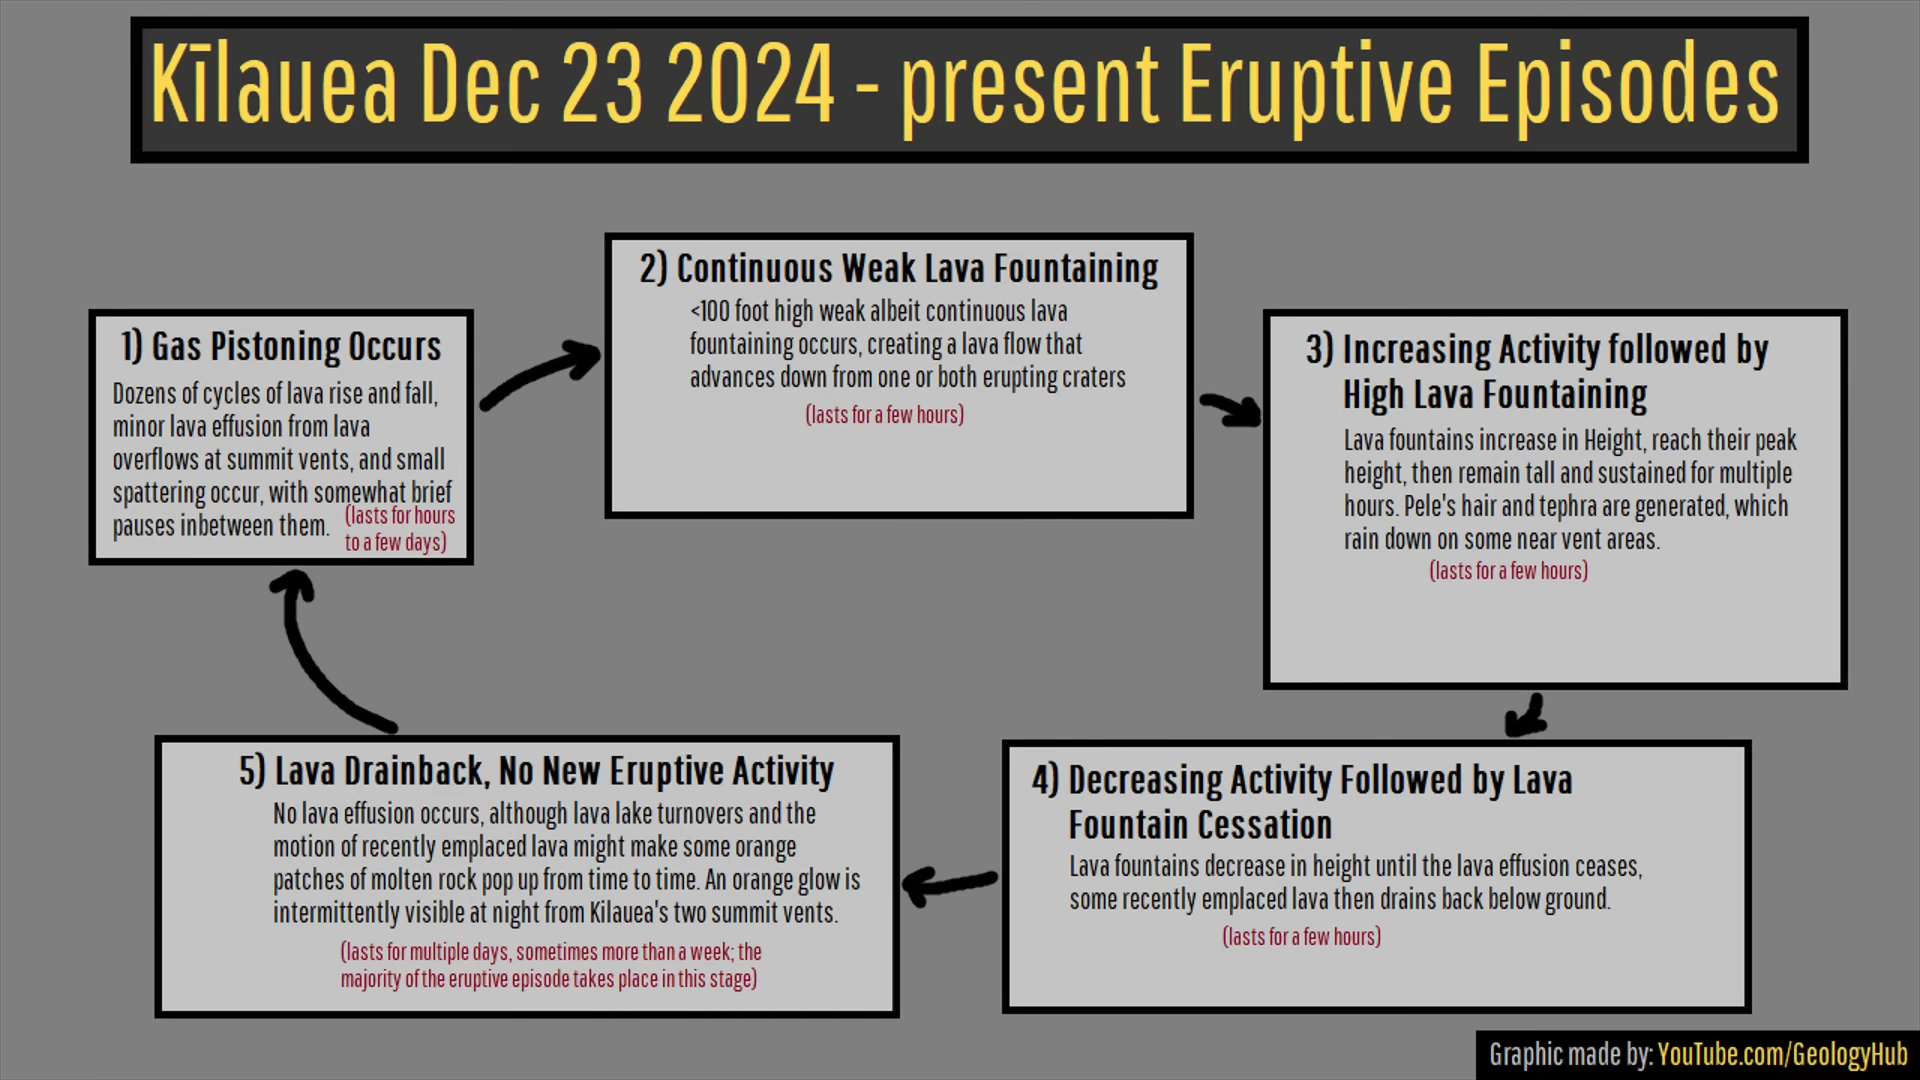 Kīlauea Dec 23 2024 - present Eruptive Episodes
1) Gas Pistoning Occurs
Dozens of cycles of lava rise and fall,
minor lava effusion from lava
overflows at summit vents, and small
spattering occur, with somewhat brief
pauses inbetween them.
(lasts for hours
to a few days)
2) Continuous Weak Lava Fountaining
<100 foot high weak albeit continuous lava
fountaining occurs, creating a lava flow that
advances down from one or both erupting craters
(lasts for a few hours)
3) Increasing Activity followed by
High Lava Fountaining
Lava fountains increase in Height, reach their peak
height, then remain tall and sustained for multiple
hours. Pele's hair and tephra are generated, which
rain down on some near vent areas.
(lasts for a few hours)
4) Decreasing Activity Followed by Lava
Fountain Cessation
Lava fountains decrease in height until the lava effusion ceases,
some recently emplaced lava then drains back below ground.
(lasts for a few hours)
5) Lava Drainback, No New Eruptive Activity
No lava effusion occurs, although lava lake turnovers and the
motion of recently emplaced lava might make some orange
patches of molten rock pop up from time to time. An orange glow is
intermittently visible at night from Kilauea's two summit vents.
(lasts for multiple days, sometimes more than a week; the
majority of the eruptive episode takes place in this stage)
Graphic made by: YouTube.com/GeologyHub